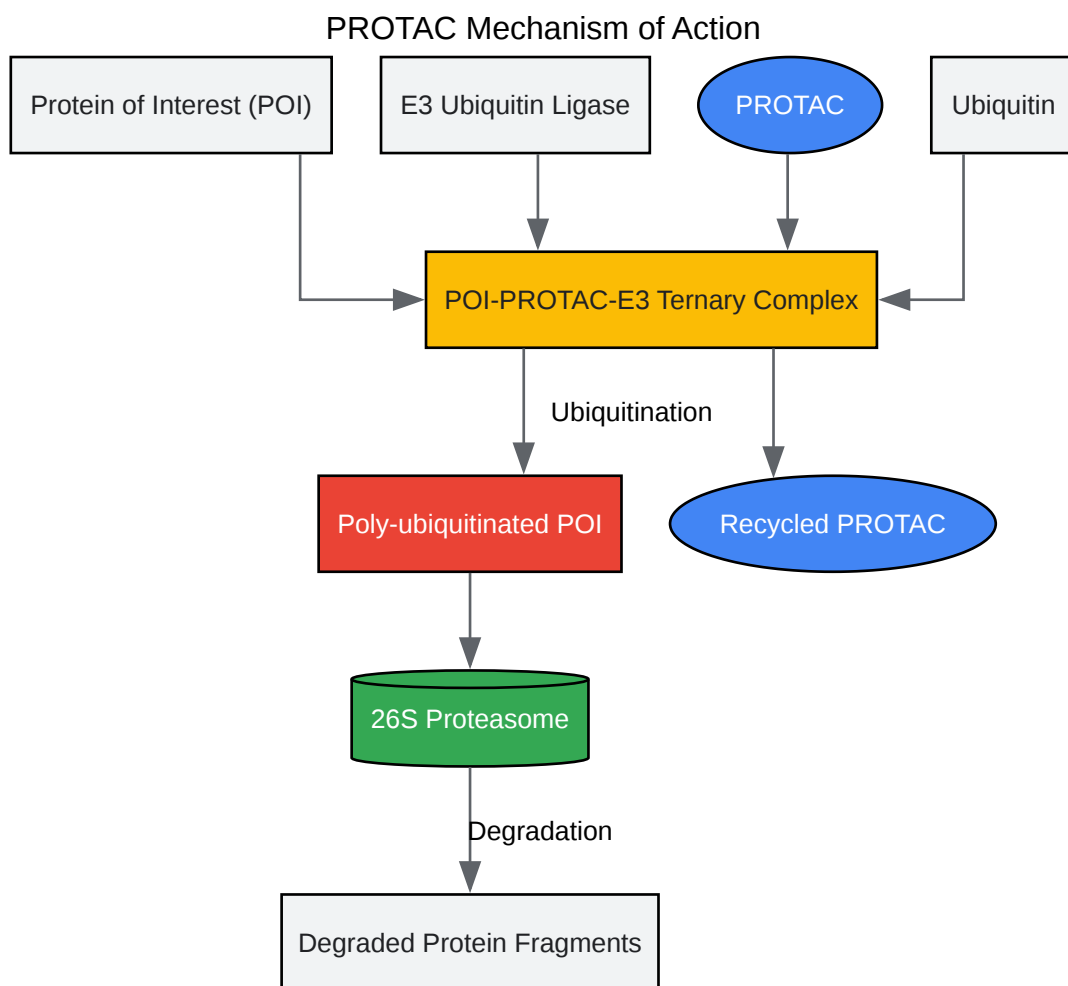 PROTAC Mechanism of Action
Protein of Interest (POI)
E3 Ubiquitin Ligase
PROTAC
Ubiquitin
POI-PROTAC-E3 Ternary Complex
Ubiquitination
Poly-ubiquitinated POI
Recycled PROTAC
26S Proteasome
Degradation
Degraded Protein Fragments